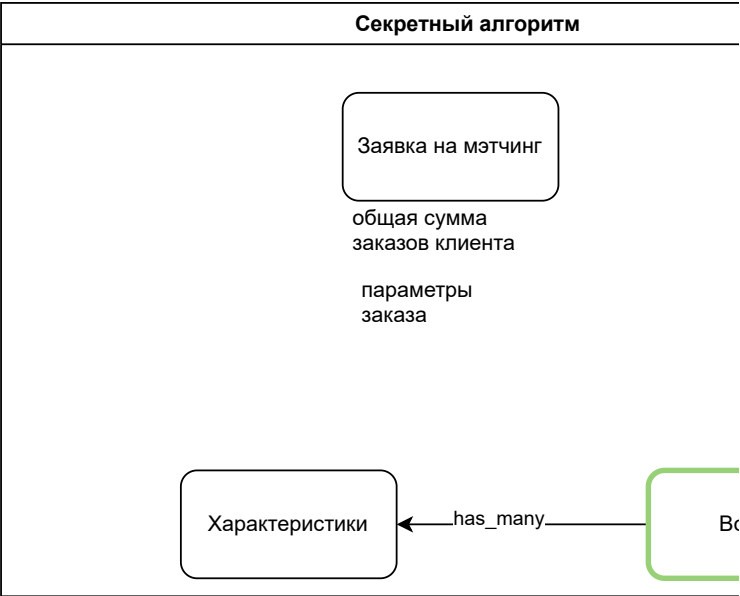 Секретный алгоритм
Заявка на мэтчинг
общая сумма
заказов клиента
параметры
заказа
Характеристики
has_many